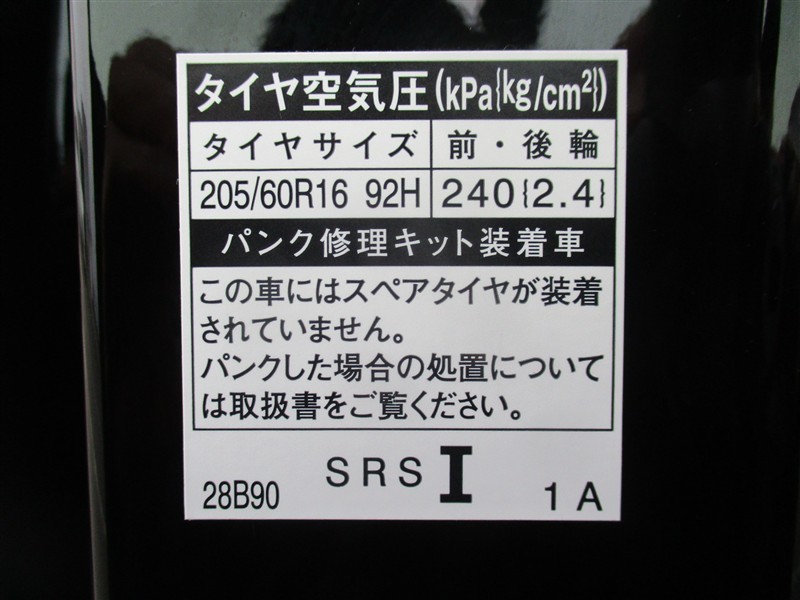 タイヤ空気圧(kPa{kg/cm²})
タイヤサイズ 前・後輪
205/60R16 92H 240{2.4}
パンク修理キット装着車
この車にはスペアタイヤが装着
されていません。
パンクした場合の処置について
は取扱書をご覧ください。
28B90 SRS I 1A